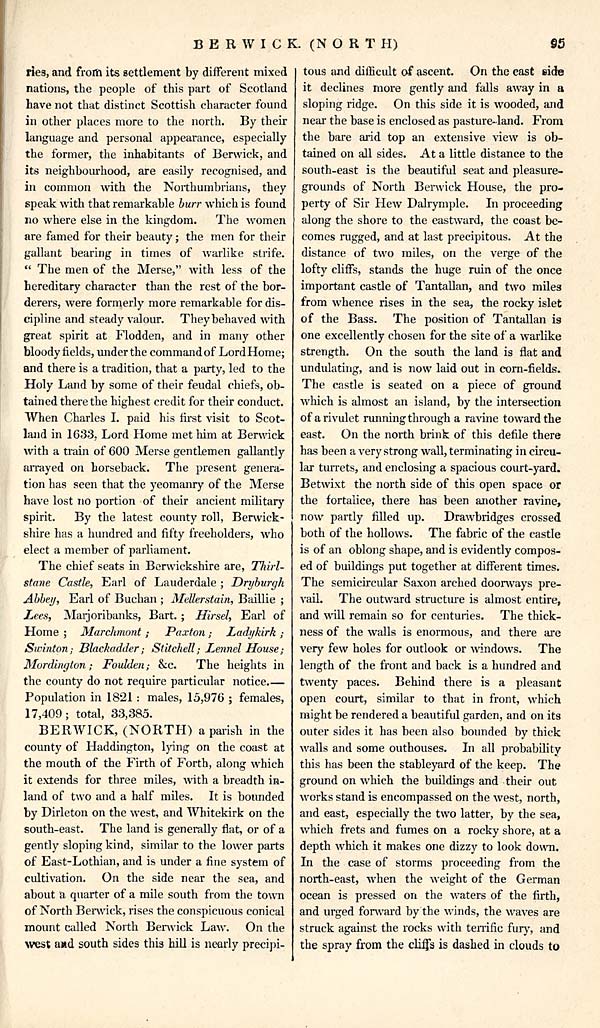 BERWICK. (NORTH)
95
ries, and from its settlement by different mixed
nations, the people of this part of Scotland
have not that distinct Scottish character found
in other places more to the north. By their
language and personal appearance, especially
the former, the inhabitants of Berwick, and
its neighbourhood, are easily recognised, and
in common with the Northumbrians, they
speak with that remarkable burr which is found
no where else in the kingdom. The women
are famed for their beauty; the men for their
gallant bearing in times of warlike strife.
“ The men of the Merse,” with less of the
hereditary character than the rest of the bor-
derers, were formerly more remarkable for dis-
cipline and steady valour. They behaved with
great spirit at Flodden, and in many other
bloody fields, under the command of Lord Home;
and there is a tradition, that a party, led to the
Holy Land by some of their feudal chiefs, ob-
tained there the highest credit for their conduct.
When Charles I. paid his first visit to Scot-
land in 1633, Lord Home met him at Berwick
with a train of 600 Merse gentlemen gallantly
arrayed on horseback. The present genera-
tion has seen that the yeomanry of the Merse
have lost no portion of their ancient military
spirit. By the latest county roll, Berwick-
shire has a hundred and fifty freeholders, who
elect a member of parliament.
The chief seats in Berwickshire are, Thirl-
stane Castle, Earl of Lauderdale ; Dryburgh
Abbey, Earl of Buchan ; Mellerstain, Baillie ;
Lees, Marjoribanks, Bart. ; Hirsel, Earl of
Home ; Marchmont ; Paxton ; Ladykirk ;
Swinton; Blackadder; Stitchell; Lennel House;
Mordington ; Foulden; &c. The heights in
the county do not require particular notice.—
Population in 1821 : males, 15,976 ; females,
17,409 ; total, 33,385.
BERWICK, (NORTH) a parish in the
county of Haddington, lying on the coast at
the mouth of the Firth of Forth, along which
it extends for three miles, with a breadth in-
land of two and a half miles. It is bounded
by Dirleton on the west, and Whitekirk on the
south-east. The land is generally flat, or of a
gently sloping kind, similar to the lower parts
of East-Lothian, and is under a fine system of
cultivation. On the side near the sea, and
about a quarter of a mile south from the town
of North Berwick, rises the conspicuous conical
mount called North Berwick Law. On the
west and south sides this hill is nearly precipi-
tous and difficult of ascent. On the east side
it declines more gently and falls away in a
sloping ridge. On this side it is wooded, and
near the base is enclosed as pasture-land. From
the bare arid top an extensive view is ob-
tained on all sides. At a little distance to the
south-east is the beautiful seat and pleasure-
grounds of North Berwick House, the pro-
perty of Sir Hew Dalrymple. In proceeding
along the shore to the eastward, the coast be-
comes rugged, and at last precipitous. At the
distance of two miles, on the verge of the
lofty cliffs, stands the huge ruin of the once
important castle of Tantallan, and two miles
from whence rises in the sea, the rocky islet
of the Bass. The position of Tantallan is
one excellently chosen for the site of a warlike
strength. On the south the land is flat and
undulating, and is now laid out in corn-fields.
The castle is seated on a piece of ground
which is almost an island, by the intersection
of a rivulet running through a ravine toward the
east. On the north brink of this defile there
has been a very strong wall, terminating in circu-
lar turrets, and enclosing a spacious court-yard.
Betwixt the north side of this open space or
the fortalice, there has been another ravine,
now partly filled up. Drawbridges crossed
both of the hollows. The fabric of the castle
is of an oblong shape, and is evidently compos-
ed of buildings put together at different times.
The semicircular Saxon arched doorways pre-
vail. The outward structure is almost entire,
and will remain so for centuries. The thick-
ness of the walls is enormous, and there are
very few holes for outlook or windows. The
length of the front and back is a hundred and
twenty paces. Behind there is a pleasant
open court, similar to that in front, which
might be rendered a beautiful garden, and on its
outer sides it has been also bounded by thick
walls and some outhouses. In all probability
this has been the stableyard of the keep. The
ground on which the buildings and their out
works stand is encompassed on the west, north,
and east, especially the two latter, by the sea,
which frets and fumes on a rocky shore, at a
depth which it makes one dizzy to look down.
In the case of storms proceeding from the
north-east, when the weight of the German
ocean is pressed on the waters of the firth,
and urged forward by the winds, the waves are
struck against the rocks with terrific fury, and
the spray from the cliffs is dashed in clouds to